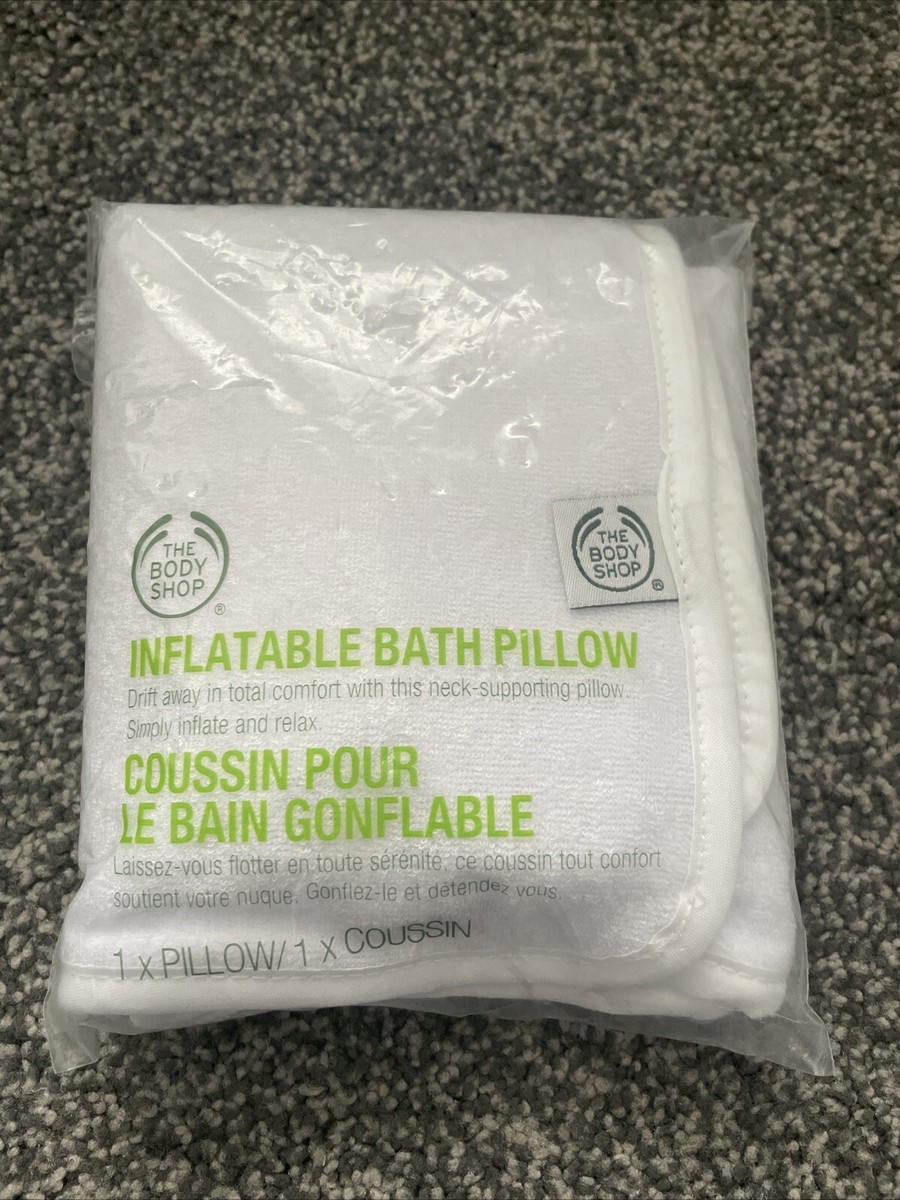 THE
BODY
SHOP
®
THE
BODY
SHOP
®
INFLATABLE BATH PILLOW
Drift away in total comfort with this neck-supporting pillow.
Simply inflate and relax.
COUSSIN POUR
LE BAIN GONFLABLE
Laissez-vous flotter en toute sérénité, ce coussin tout confort
soutient votre nuque. Gonflez-le et détendez vous.
1 x PILLOW/ 1 x COUSSIN